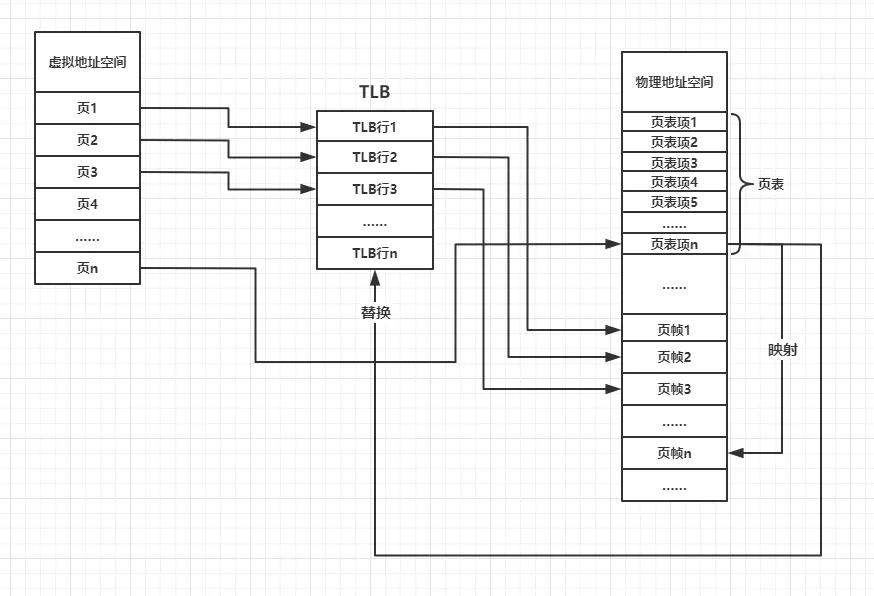 虚拟地址空间
页1
页2
页3
页4
......
页n
TLB
TLB行1
TLB行2
TLB行3
......
TLB行n
替换
物理地址空间
页表项1
页表项2
页表项3
页表项4
页表项5
......
页表项n
页表
......
页帧1
页帧2
页帧3
......
页帧n
......
映射